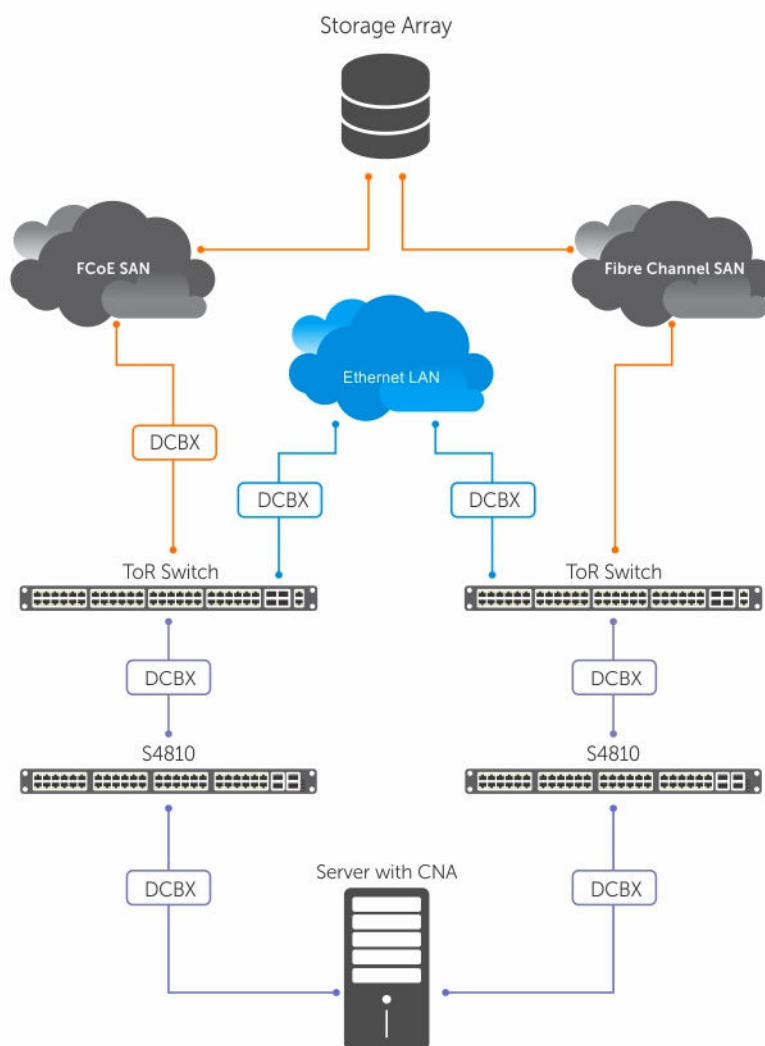 Storage Array
FCoE SAN
Fibre Channel SAN
Ethernet LAN
DCBX
DCBX
DCBX
ToR Switch
ToR Switch
DCBX
DCBX
S4810
S4810
Server with CNA
DCBX
DCBX